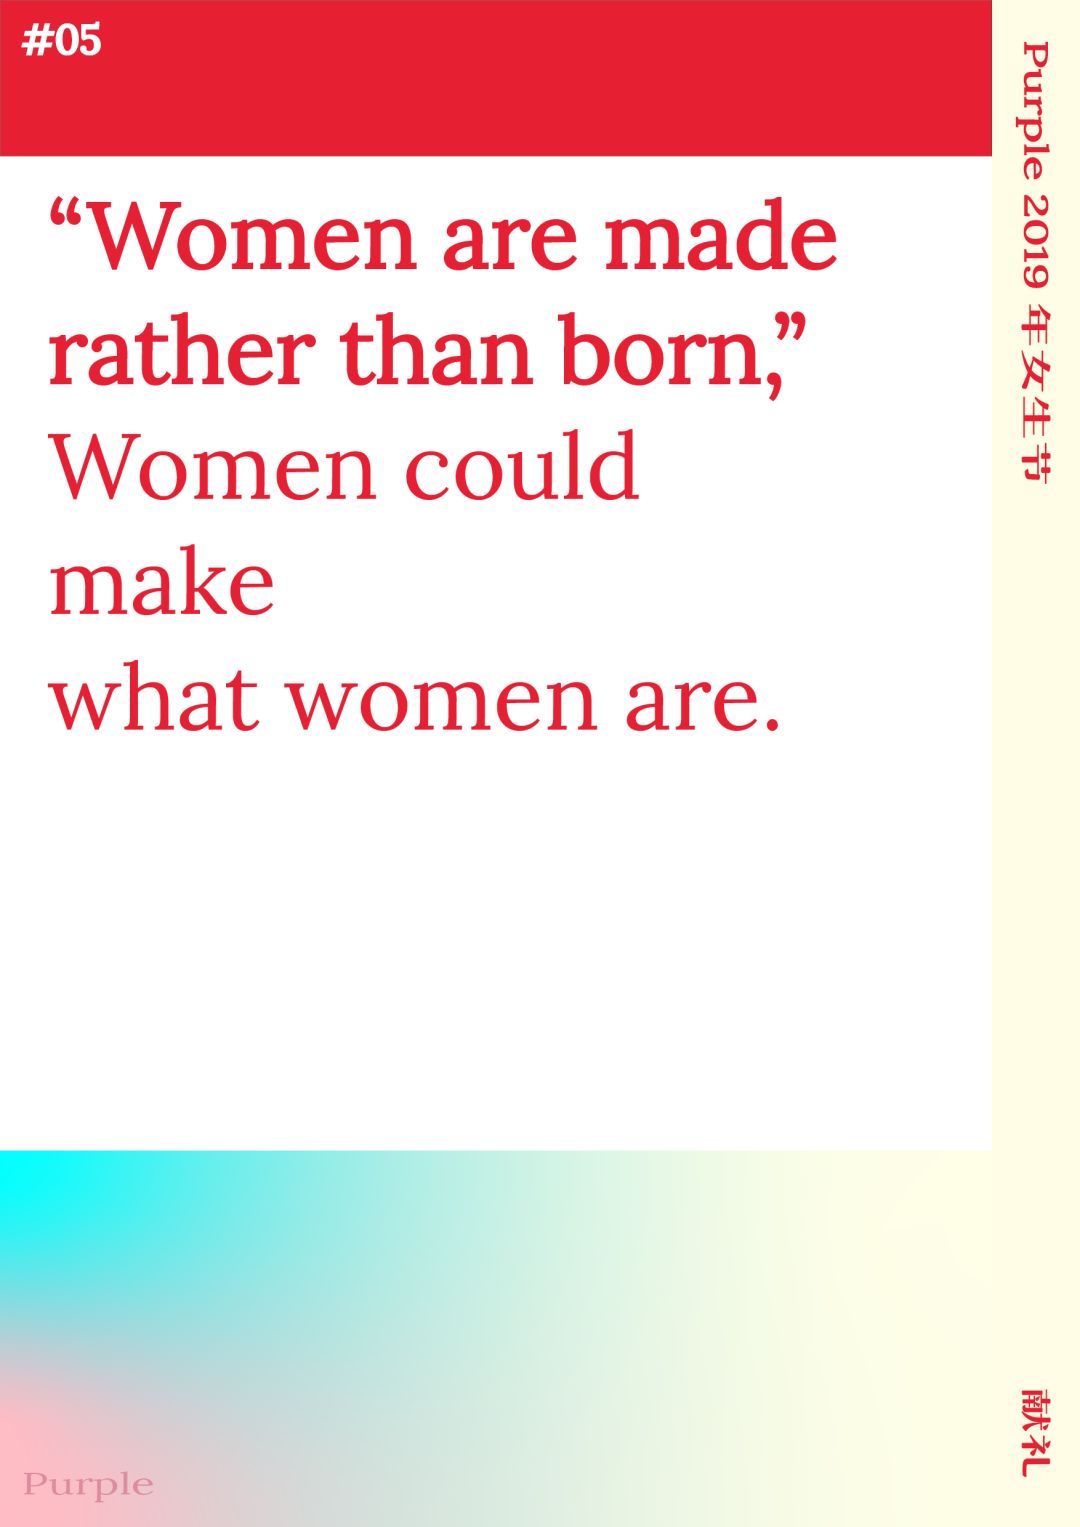 #05
“Women are made
rather than born,”
Women could
make
what women are.
Purple 2019 年女生节
献礼
Purple